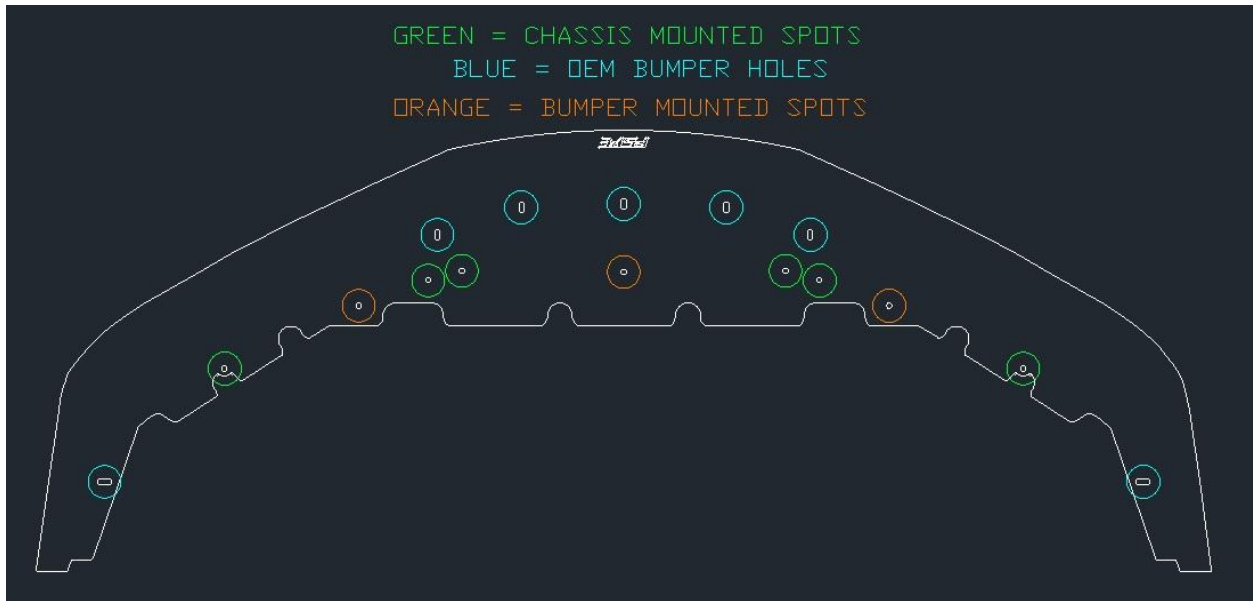 GREEN = CHASSIS MOUNTED SPOTS
BLUE = OEM BUMPER HOLES
ORANGE = BUMPER MOUNTED SPOTS